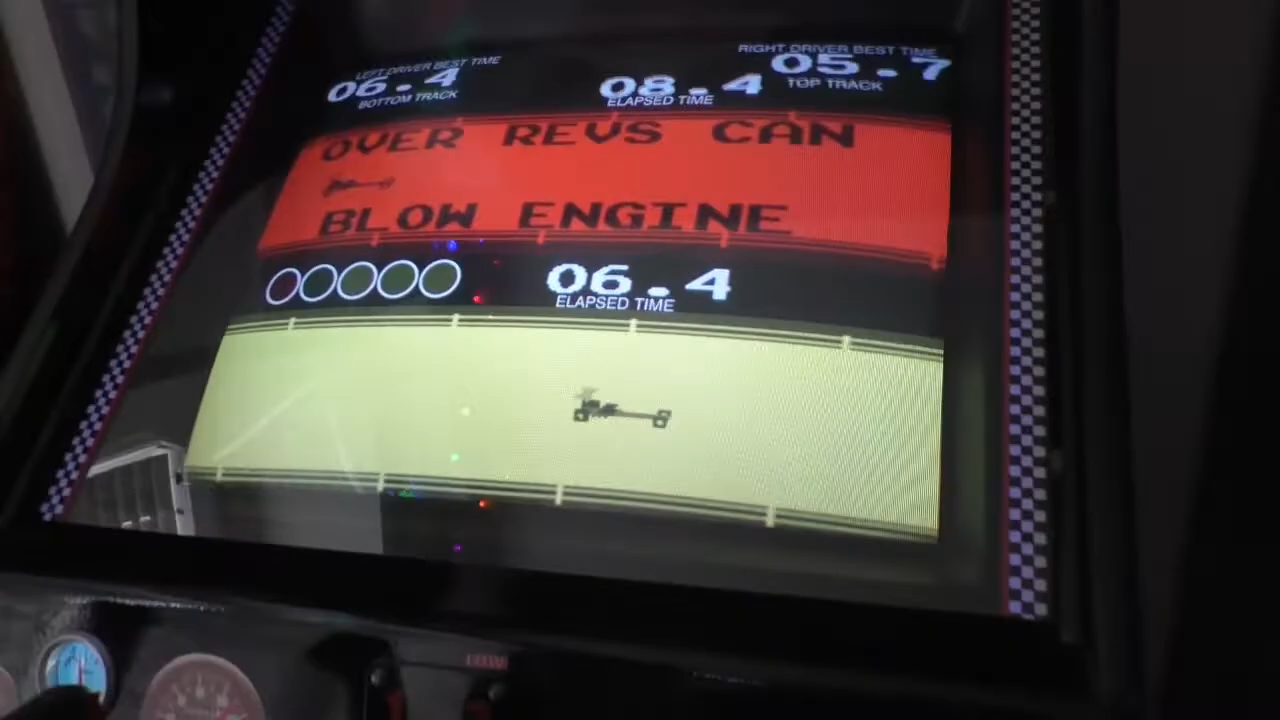 LEFT DRIVER BEST TIME
06.4
BOTTOM TRACK
08.4
ELAPSED TIME
RIGHT DRIVER BEST TIME
05.7
TOP TRACK
OVER REVS CAN
BLOW ENGINE
06.4
ELAPSED TIME